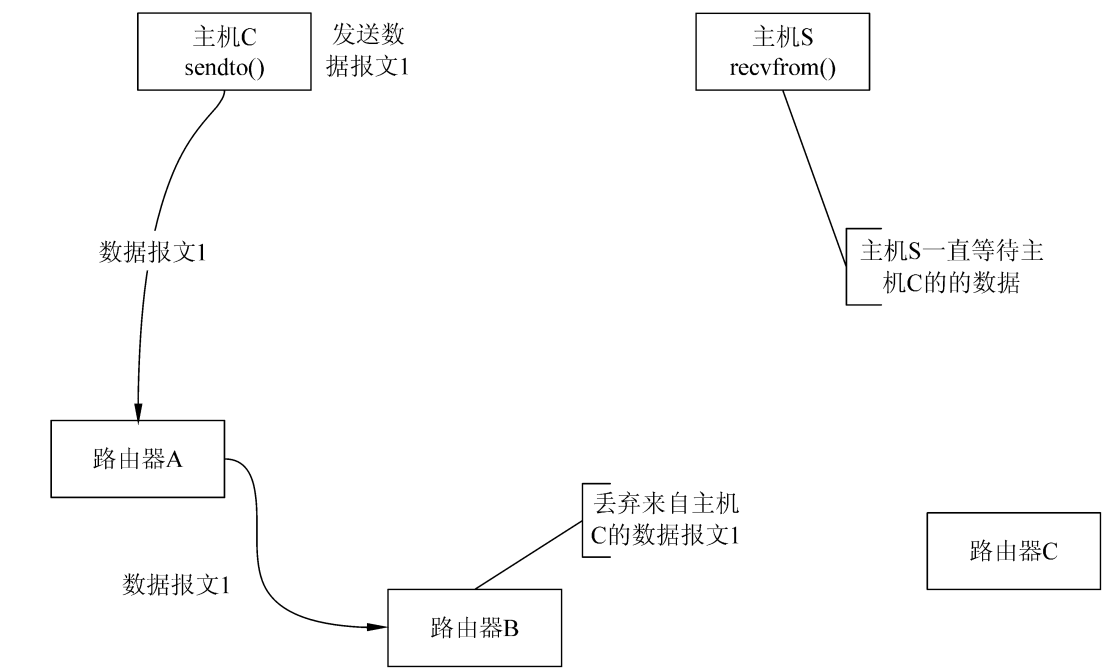 主机C
sendto()
发送数
据报文1
主机S
recvfrom()
数据报文1
主机S一直等待主
机C的的数据
路由器A
丢弃来自主机
C的数据报文1
路由器C
数据报文1
路由器B